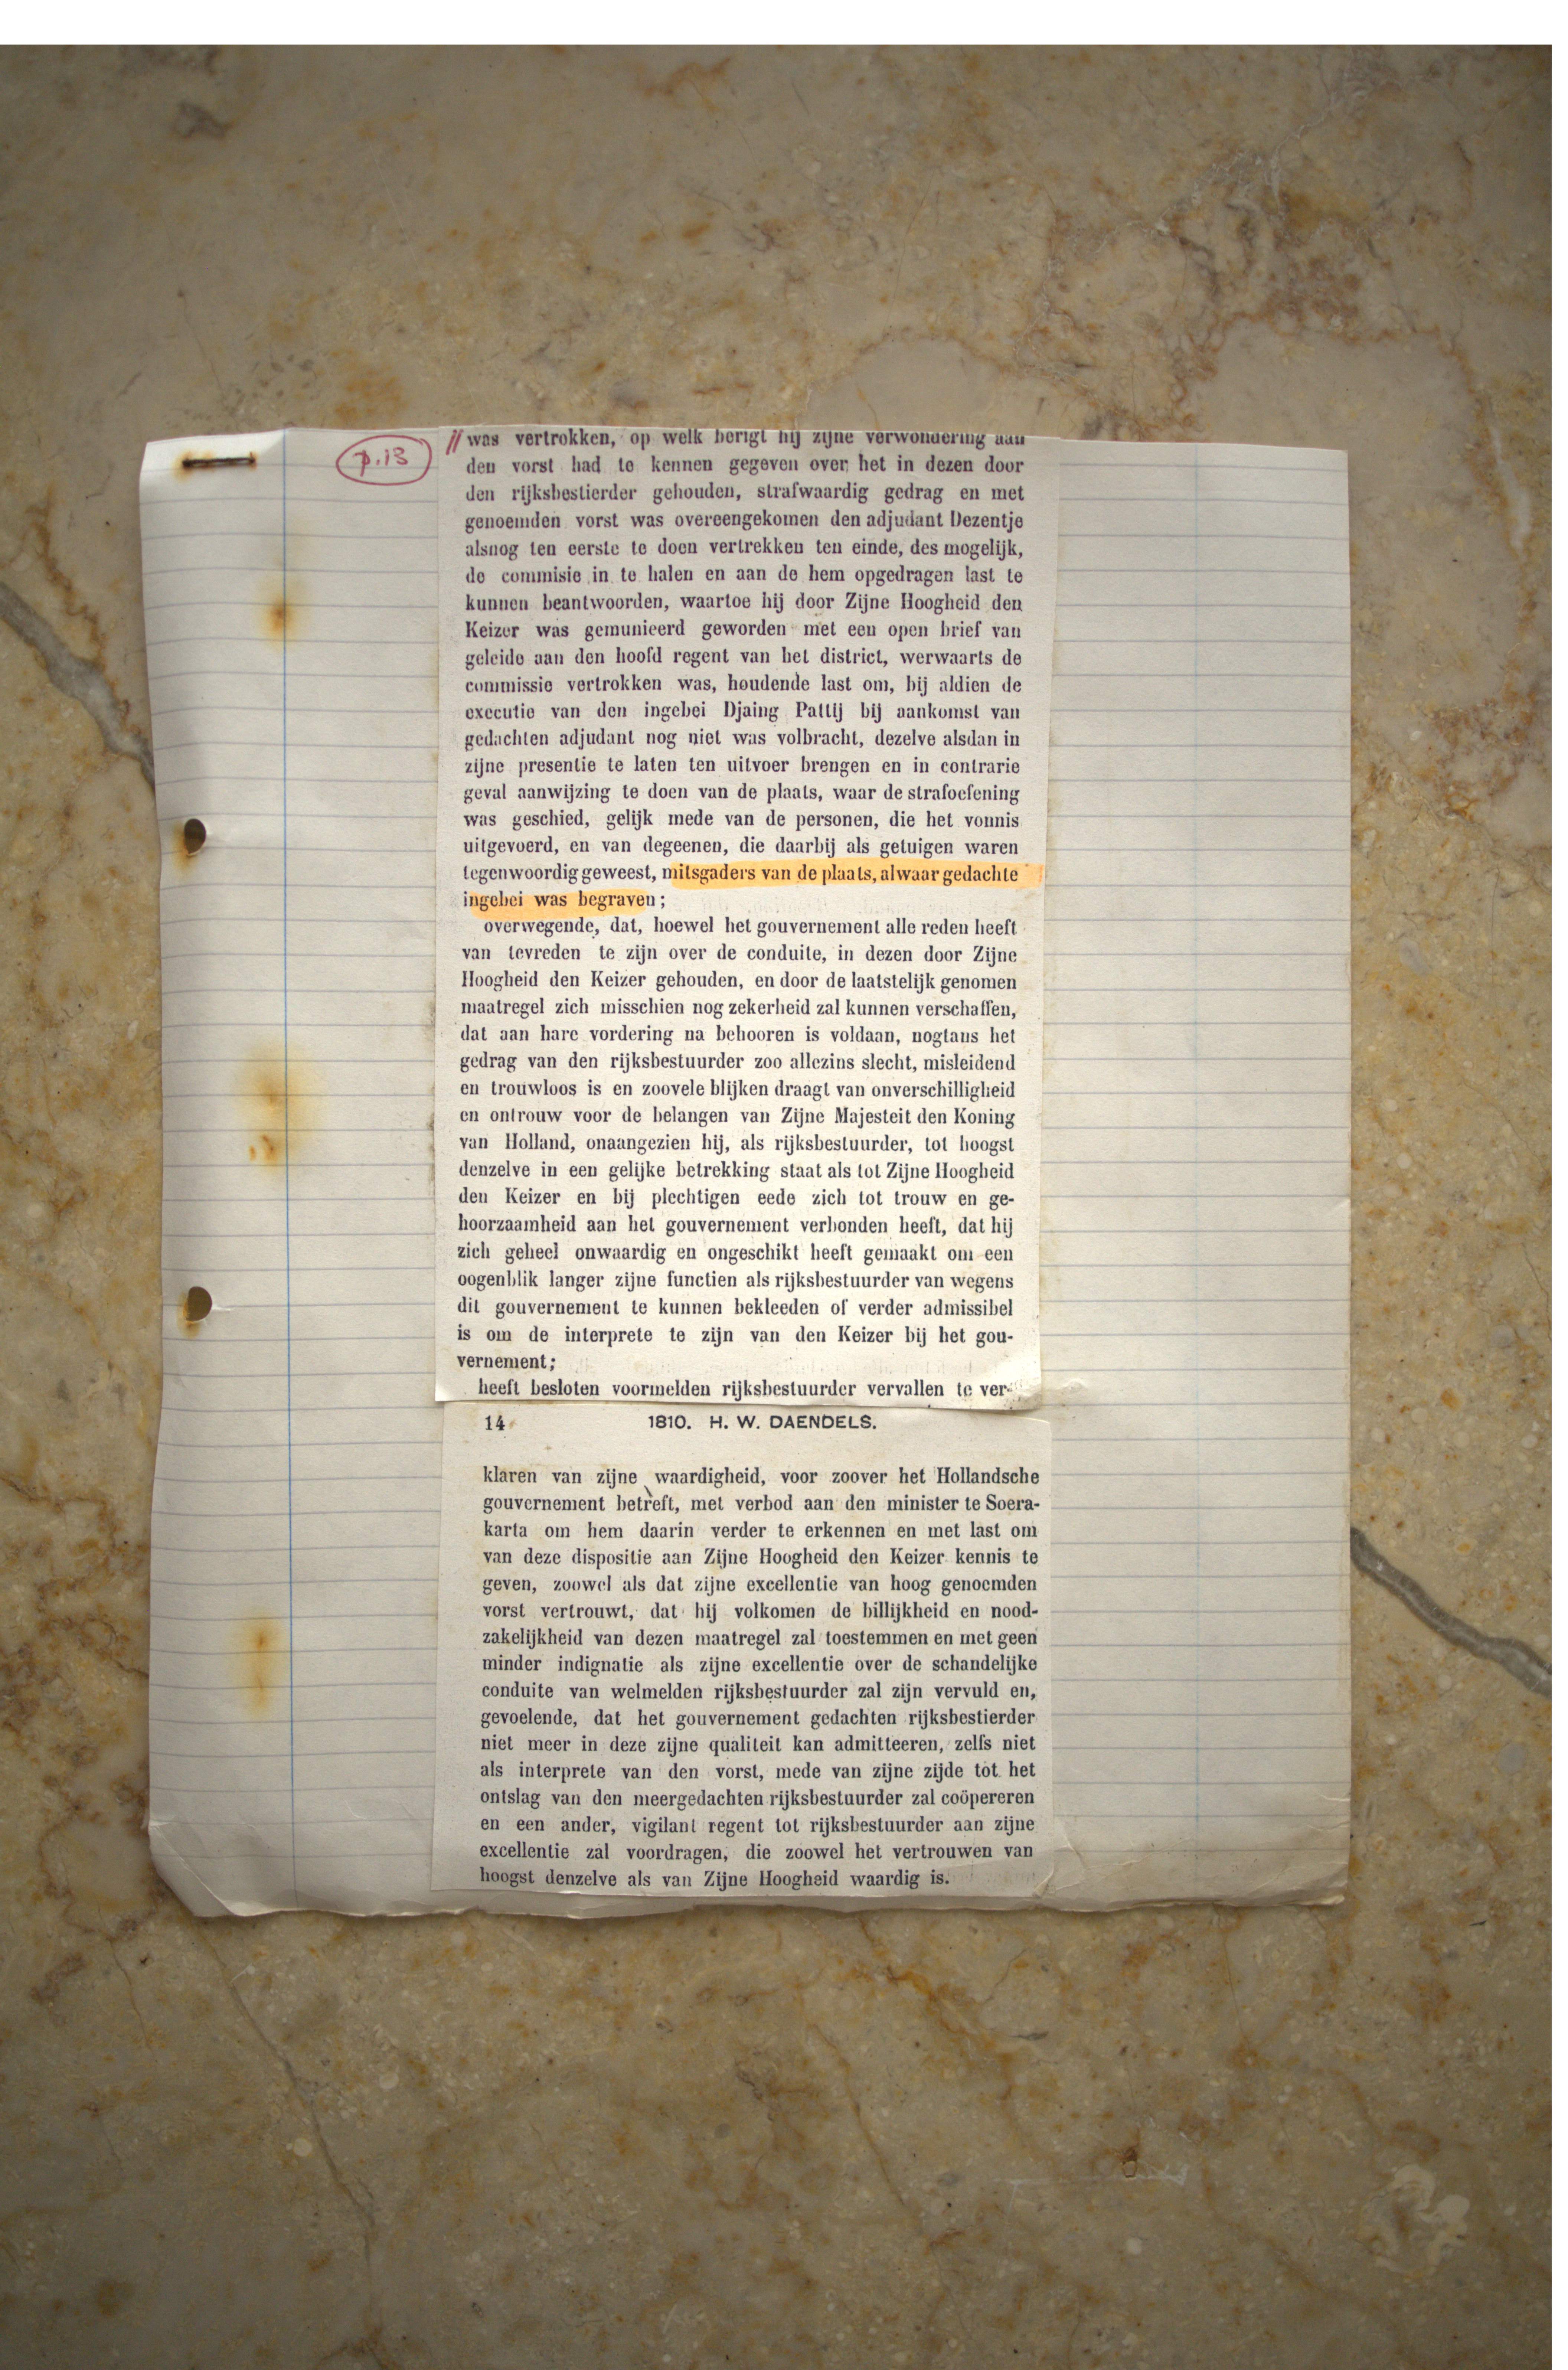 p.13
// was vertrokken, op welk berigt hij zijne verwondering aan
den vorst had te kennen gegeven over het in dezen door
den rijksbestierder gehouden, strafwaardig gedrag en met
genoemden vorst was overeengekomen den adjudant Dezentje
alsnog ten eerste te doen vertrekken ten einde, des mogelijk,
de commisie in te halen en aan de hem opgedragen last te
kunnen beantwoorden, waartoe hij door Zijne Hoogheid den
Keizer was gemunieerd geworden met een open brief van
geleide aan den hoofd regent van het district, werwaarts de
commissie vertrokken was, houdende last om, bij aldien de
executie van den ingebei Djaing Pattij bij aankomst van
gedachten adjudant nog niet was volbracht, dezelve alsdan in
zijne presentie te laten ten uitvoer brengen en in contrarie
geval aanwijzing te doen van de plaats, waar de strafoefening
was geschied, gelijk mede van de personen, die het vonnis
uitgevoerd, en van degeenen, die daarbij als getuigen waren
tegenwoordig geweest, mitsgaders van de plaats, alwaar gedachte
ingebei was begraven;
overwegende, dat, hoewel het gouvernement alle reden heeft
van tevreden te zijn over de conduite, in dezen door Zijne
Hoogheid den Keizer gehouden, en door de laatstelijk genomen
maatregel zich misschien nog zekerheid zal kunnen verschaffen,
dat aan hare vordering na behooren is voldaan, nogtans het
gedrag van den rijksbestuurder zoo allezins slecht, misleidend
en trouwloos is en zoovele blijken draagt van onverschilligheid
en ontrouw voor de belangen van Zijne Majesteit den Koning
van Holland, onaangezien hij, als rijksbestuurder, tot hoogst
denzelve in een gelijke betrekking staat als tot Zijne Hoogheid
den Keizer en bij plechtigen eede zich tot trouw en ge-
hoorzaamheid aan het gouvernement verbonden heeft, dat hij
zich geheel onwaardig en ongeschikt heeft gemaakt om een
oogenblik langer zijne functien als rijksbestuurder van wegens
dit gouvernement te kunnen bekleeden of verder admissibel
is om de interprete te zijn van den Keizer bij het gou-
vernement;
heeft besloten voormelden rijksbestuurder vervallen te ver-
14 1810. H. W. DAENDELS.
klaren van zijne waardigheid, voor zoover het Hollandsche
gouvernement betreft, met verbod aan den minister te Soera-
karta om hem daarin verder te erkennen en met last om
van deze dispositie aan Zijne Hoogheid den Keizer kennis te
geven, zoowel als dat zijne excellentie van hoog genoemden
vorst vertrouwt, dat hij volkomen de billijkheid en nood-
zakelijkheid van dezen maatregel zal toestemmen en met geen
minder indignatie als zijne excellentie over de schandelijke
conduite van welmelden rijksbestuurder zal zijn vervuld en,
gevoelende, dat het gouvernement gedachten rijksbestierder
niet meer in deze zijne qualiteit kan admitteeren, zelfs niet
als interprete van den vorst, mede van zijne zijde tot het
ontslag van den meergedachten rijksbestuurder zal coöpereren
en een ander, vigilant regent tot rijksbestuurder aan zijne
excellentie zal voordragen, die zoowel het vertrouwen van
hoogst denzelve als van Zijne Hoogheid waardig is.